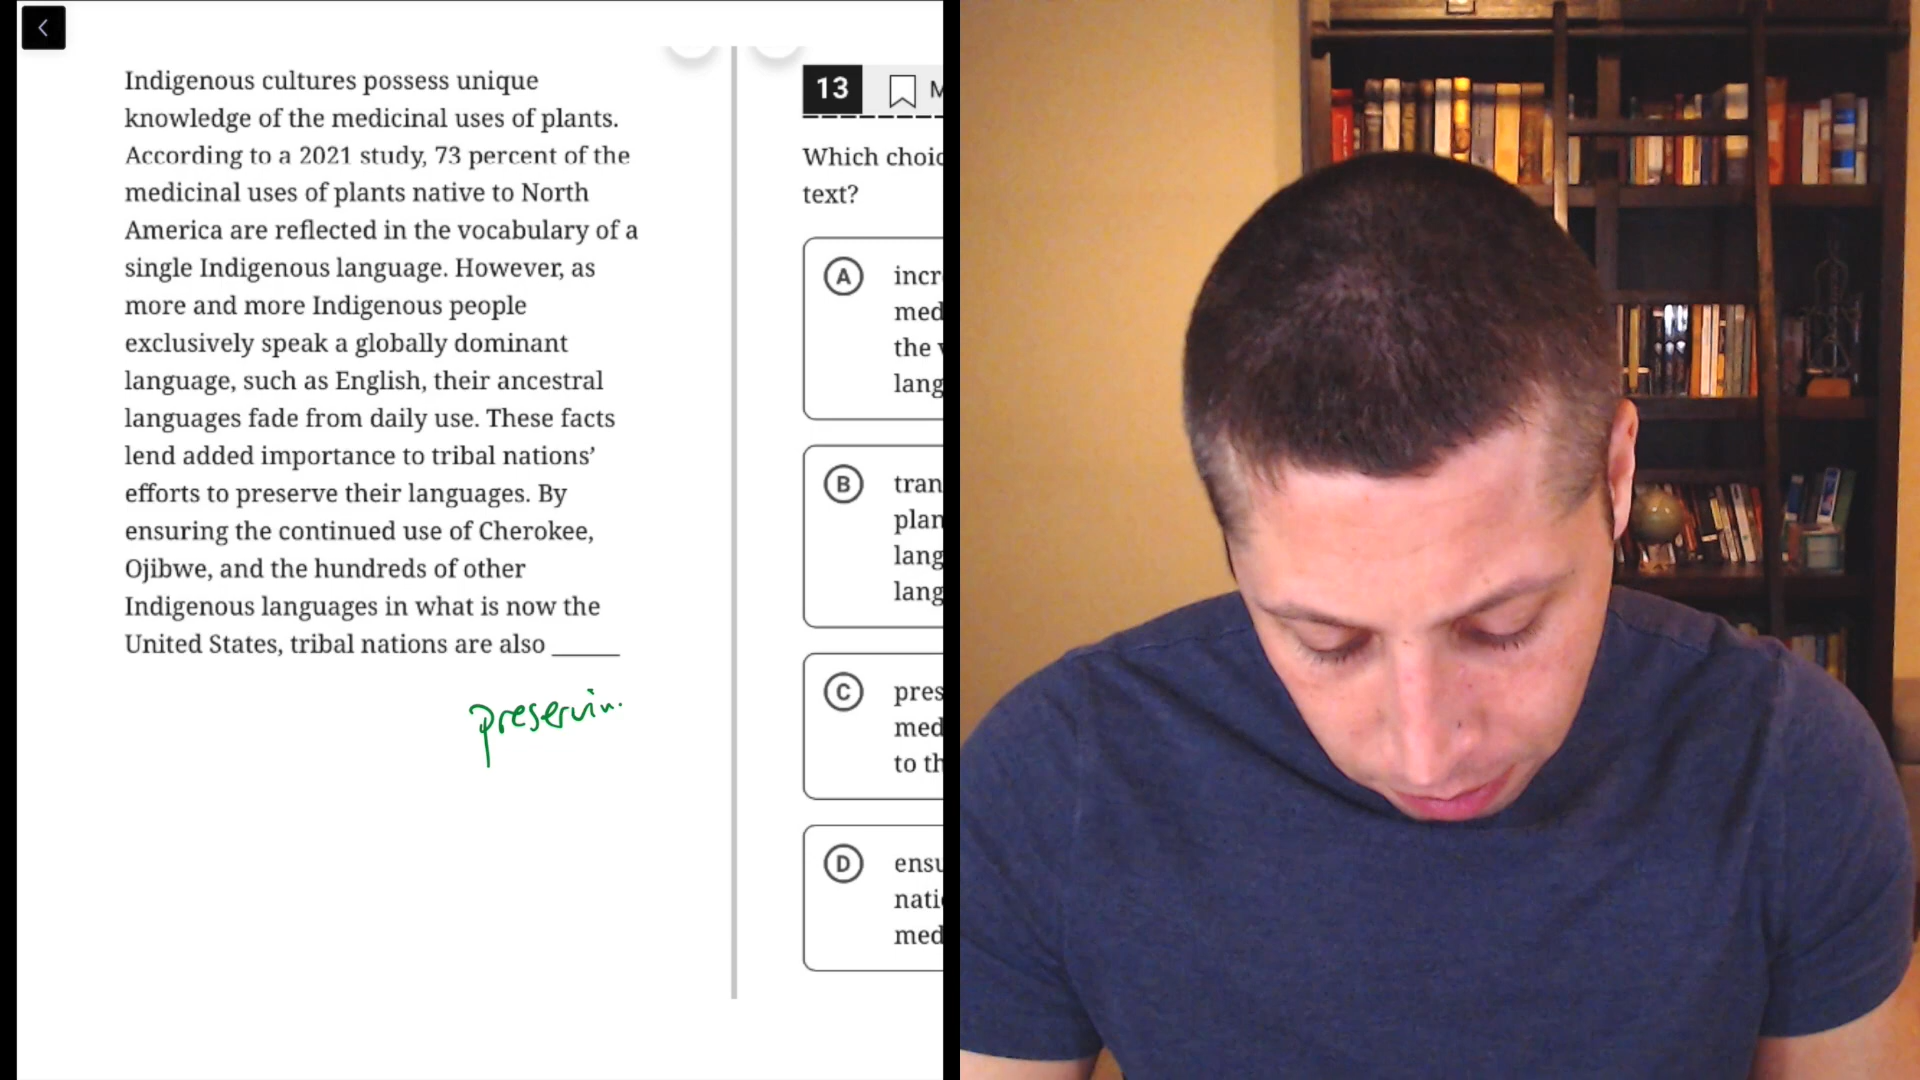 Indigenous cultures possess unique
knowledge of the medicinal uses of plants.
According to a 2021 study, 73 percent of the
medicinal uses of plants native to North
America are reflected in the vocabulary of a
single Indigenous language. However, as
more and more Indigenous people
exclusively speak a globally dominant
language, such as English, their ancestral
languages fade from daily use. These facts
lend added importance to tribal nations’
efforts to preserve their languages. By
ensuring the continued use of Cherokee,
Ojibwe, and the hundreds of other
Indigenous languages in what is now the
United States, tribal nations are also ______
preservin
13 M
Which choic
text?
A incr
med
the v
lang
B tran
plan
lang
lang
C pres
med
to th
D ensu
natio
med